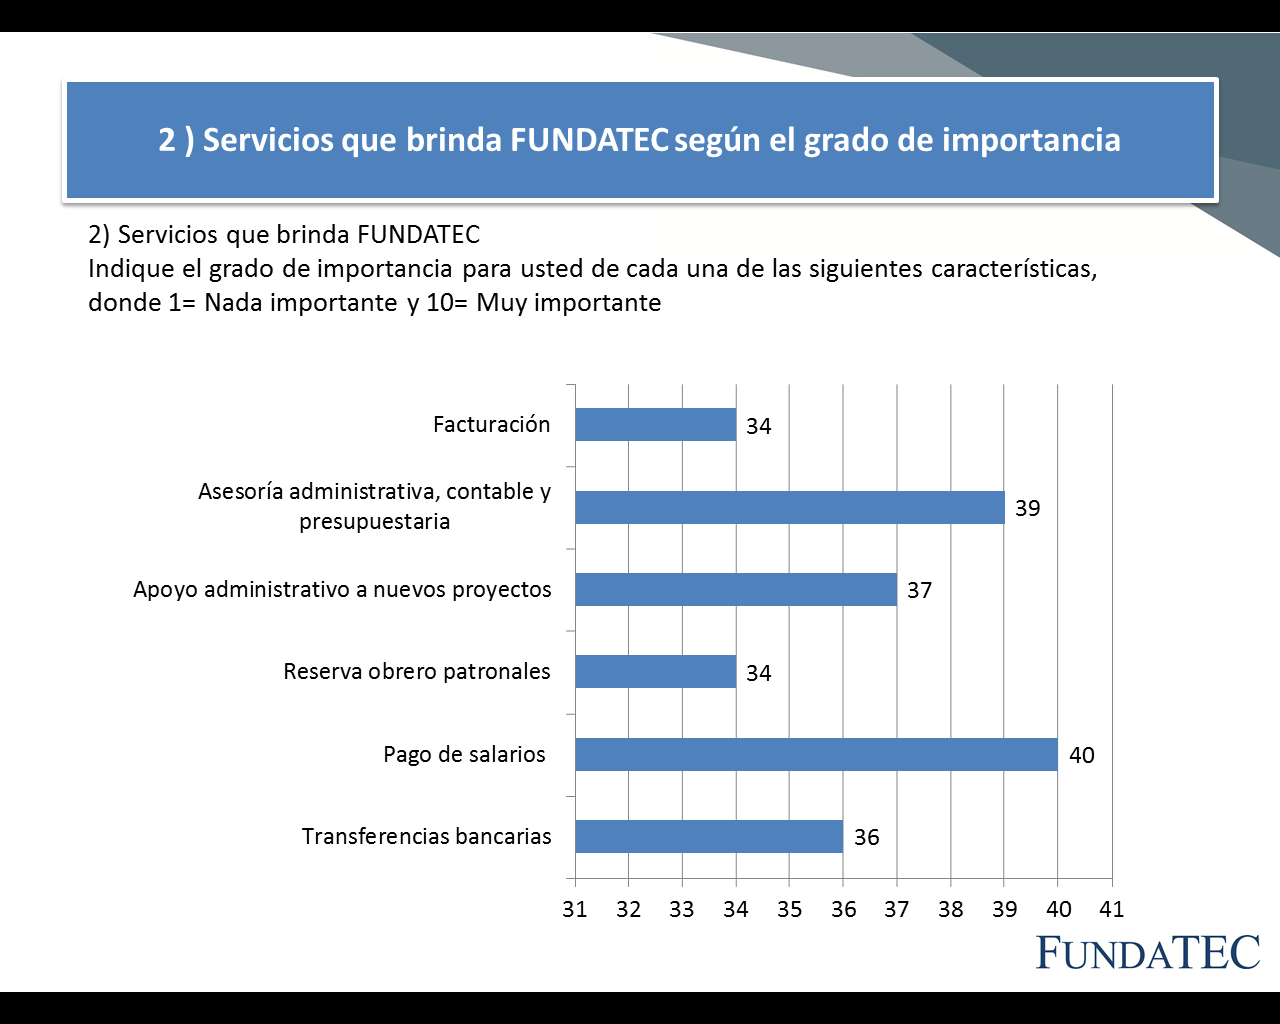 2 ) Servicios que brinda FUNDATEC según el grado de importancia
2) Servicios que brinda FUNDATEC
Indique el grado de importancia para usted de cada una de las siguientes características,
donde 1= Nada importante y 10= Muy importante
Facturación
34
Asesoría administrativa, contable y
presupuestaria
39
Apoyo administrativo a nuevos proyectos
37
Reserva obrero patronales
34
Pago de salarios
40
Transferencias bancarias
36
31 32 33 34 35 36 37 38 39 40 41
FUNDATEC